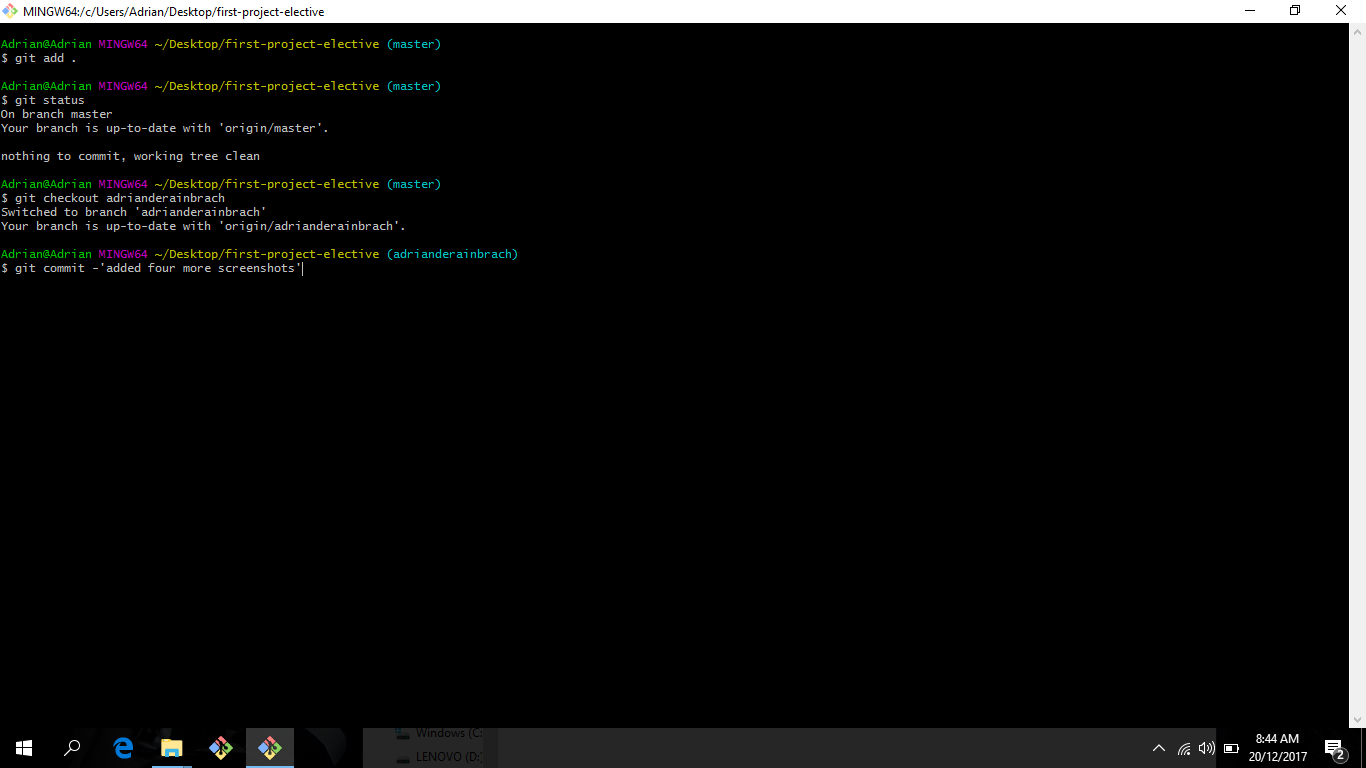 MINGW64:/c/Users/Adrian/Desktop/first-project-elective
Adrian@Adrian MINGW64 ~/Desktop/first-project-elective (master)
$ git add .
Adrian@Adrian MINGW64 ~/Desktop/first-project-elective (master)
$ git status
On branch master
Your branch is up-to-date with 'origin/master'.
nothing to commit, working tree clean
Adrian@Adrian MINGW64 ~/Desktop/first-project-elective (master)
$ git checkout adrianderainbrach
Switched to branch 'adrianderainbrach'
Your branch is up-to-date with 'origin/adrianderainbrach'.
Adrian@Adrian MINGW64 ~/Desktop/first-project-elective (adrianderainbrach)
$ git commit -'added four more screenshots'
Windows (C:
LENOVO (D:
8:44 AM
20/12/2017
2